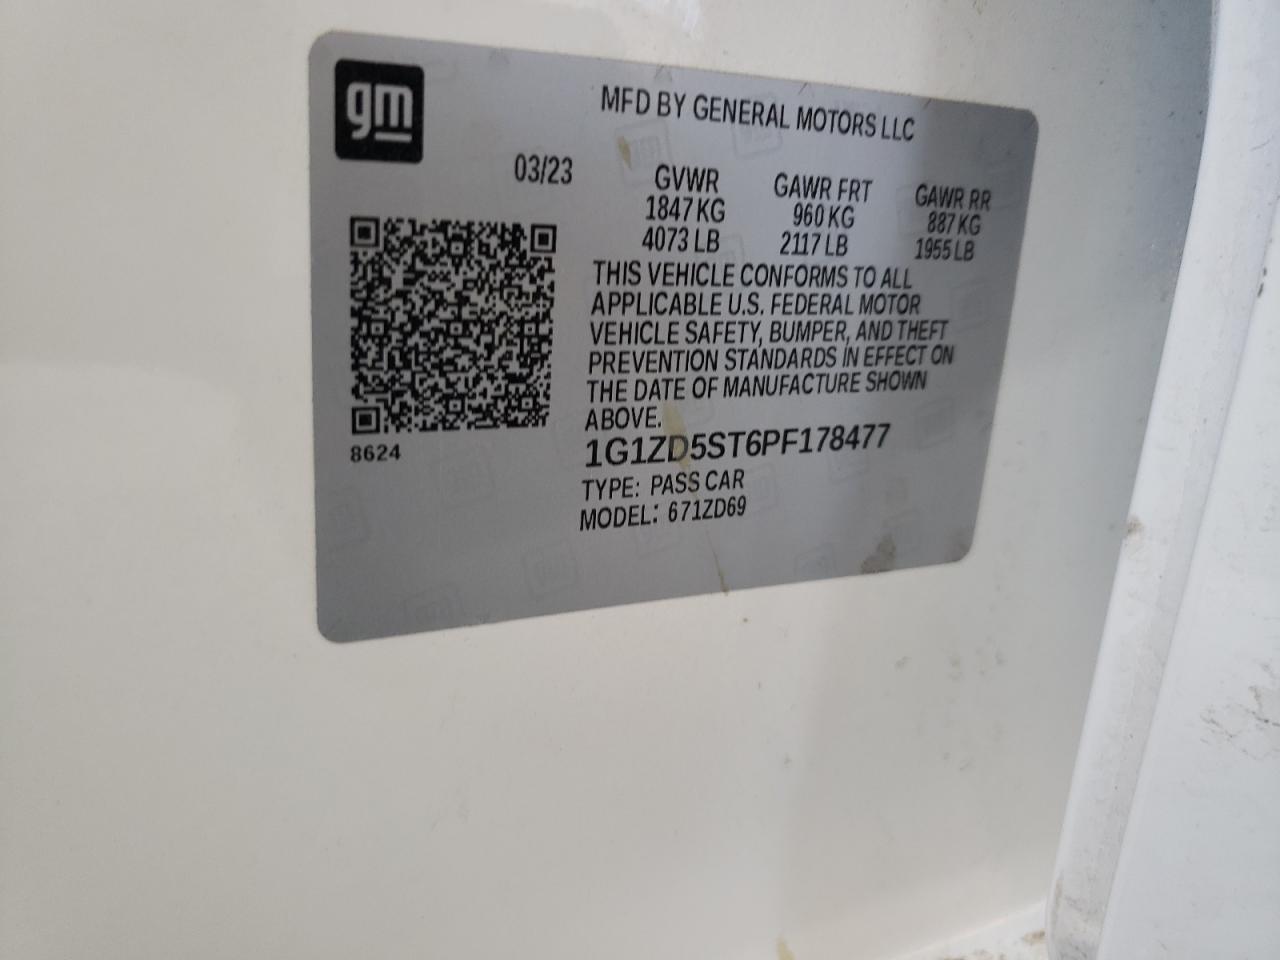 gm
MFD BY GENERAL MOTORS LLC
03/23
GVWR GAWR FRT GAWR RR
1847 KG 960 KG 887 KG
4073 LB 2117 LB 1955 LB
THIS VEHICLE CONFORMS TO ALL
APPLICABLE U.S. FEDERAL MOTOR
VEHICLE SAFETY, BUMPER, AND THEFT
PREVENTION STANDARDS IN EFFECT ON
THE DATE OF MANUFACTURE SHOWN
ABOVE.
8624
1G1ZD5ST6PF178477
TYPE: PASS CAR
MODEL: 671ZD69